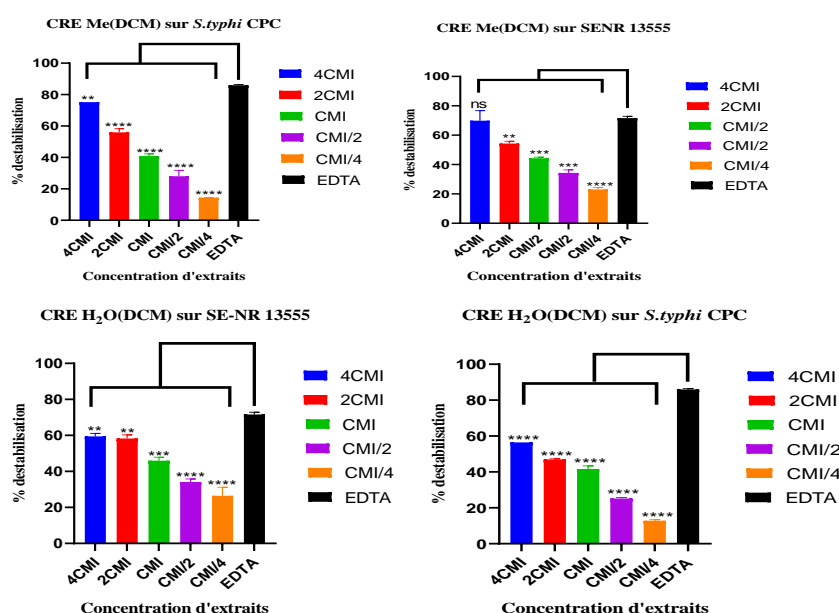 CRE Me(DCM) sur S.typhi CPC
% destabilisation
100
80
60
40
20
0
**
****
****
****
****
4CMI
2CMI
CMI
CMI/2
CMI/4
EDTA
Concentration d'extraits
4CMI
2CMI
CMI
CMI/2
CMI/4
EDTA
CRE Me(DCM) sur SENR 13555
% destabilisation
100
80
60
40
20
0
ns
**
***
***
****
4CMI
2CMI
CMI/2
CMI/2
CMI/4
EDTA
Concentration d'extraits
4CMI
2CMI
CMI/2
CMI/2
CMI/4
EDTA
CRE H₂O(DCM) sur SE-NR 13555
% destabilisation
100
80
60
40
20
0
**
**
***
****
****
4CMI
2CMI
CMI
CMI/2
CMI/4
EDTA
Concentration d'extraits
4CMI
2CMI
CMI
CMI/2
CMI/4
EDTA
CRE H₂O(DCM) sur S.typhi CPC
% destabilisation
100
80
60
40
20
0
****
****
****
****
****
4CMI
2CMI
CMI
CMI/2
CMI/4
EDTA
Concentration d'extraits
4CMI
2CMI
CMI
CMI/2
CMI/4
EDTA